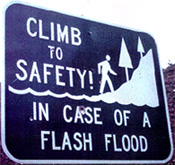 CLIMB
TO
SAFETY!
IN CASE OF A
FLASH FLOOD